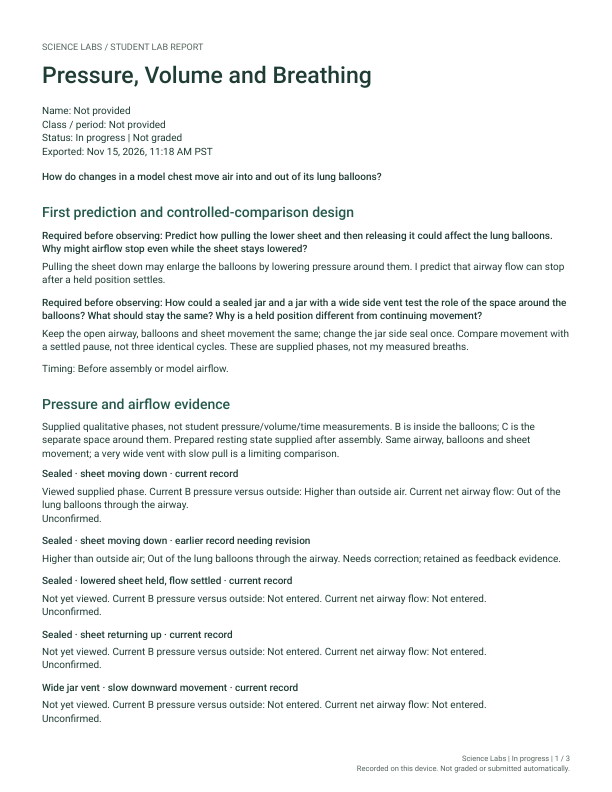 SCIENCE LABS / STUDENT LAB REPORT
Pressure, Volume and Breathing
Name: Not provided
Class / period: Not provided
Status: In progress | Not graded
Exported: Nov 15, 2026, 11:18 AM PST
How do changes in a model chest move air into and out of its lung balloons?
First prediction and controlled-comparison design
Required before observing: Predict how pulling the lower sheet and then releasing it could affect the lung balloons.
Why might airflow stop even while the sheet stays lowered?
Pulling the sheet down may enlarge the balloons by lowering pressure around them. I predict that airway flow can stop
after a held position settles.
Required before observing: How could a sealed jar and a jar with a wide side vent test the role of the space around the
balloons? What should stay the same? Why is a held position different from continuing movement?
Keep the open airway, balloons and sheet movement the same; change the jar side seal once. Compare movement with
a settled pause, not three identical cycles. These are supplied phases, not my measured breaths.
Timing: Before assembly or model airflow.
Pressure and airflow evidence
Supplied qualitative phases, not student pressure/volume/time measurements. B is inside the balloons; C is the
separate space around them. Prepared resting state supplied after assembly. Same airway, balloons and sheet
movement; a very wide vent with slow pull is a limiting comparison.
Sealed · sheet moving down · current record
Viewed supplied phase. Current B pressure versus outside: Higher than outside air. Current net airway flow: Out of the
lung balloons through the airway.
Unconfirmed.
Sealed · sheet moving down · earlier record needing revision
Higher than outside air; Out of the lung balloons through the airway. Needs correction; retained as feedback evidence.
Sealed · lowered sheet held, flow settled · current record
Not yet viewed. Current B pressure versus outside: Not entered. Current net airway flow: Not entered.
Unconfirmed.
Sealed · sheet returning up · current record
Not yet viewed. Current B pressure versus outside: Not entered. Current net airway flow: Not entered.
Unconfirmed.
Wide jar vent · slow downward movement · current record
Not yet viewed. Current B pressure versus outside: Not entered. Current net airway flow: Not entered.
Unconfirmed.
Science Labs | In progress | 1 / 3
Recorded on this device. Not graded or submitted automatically.